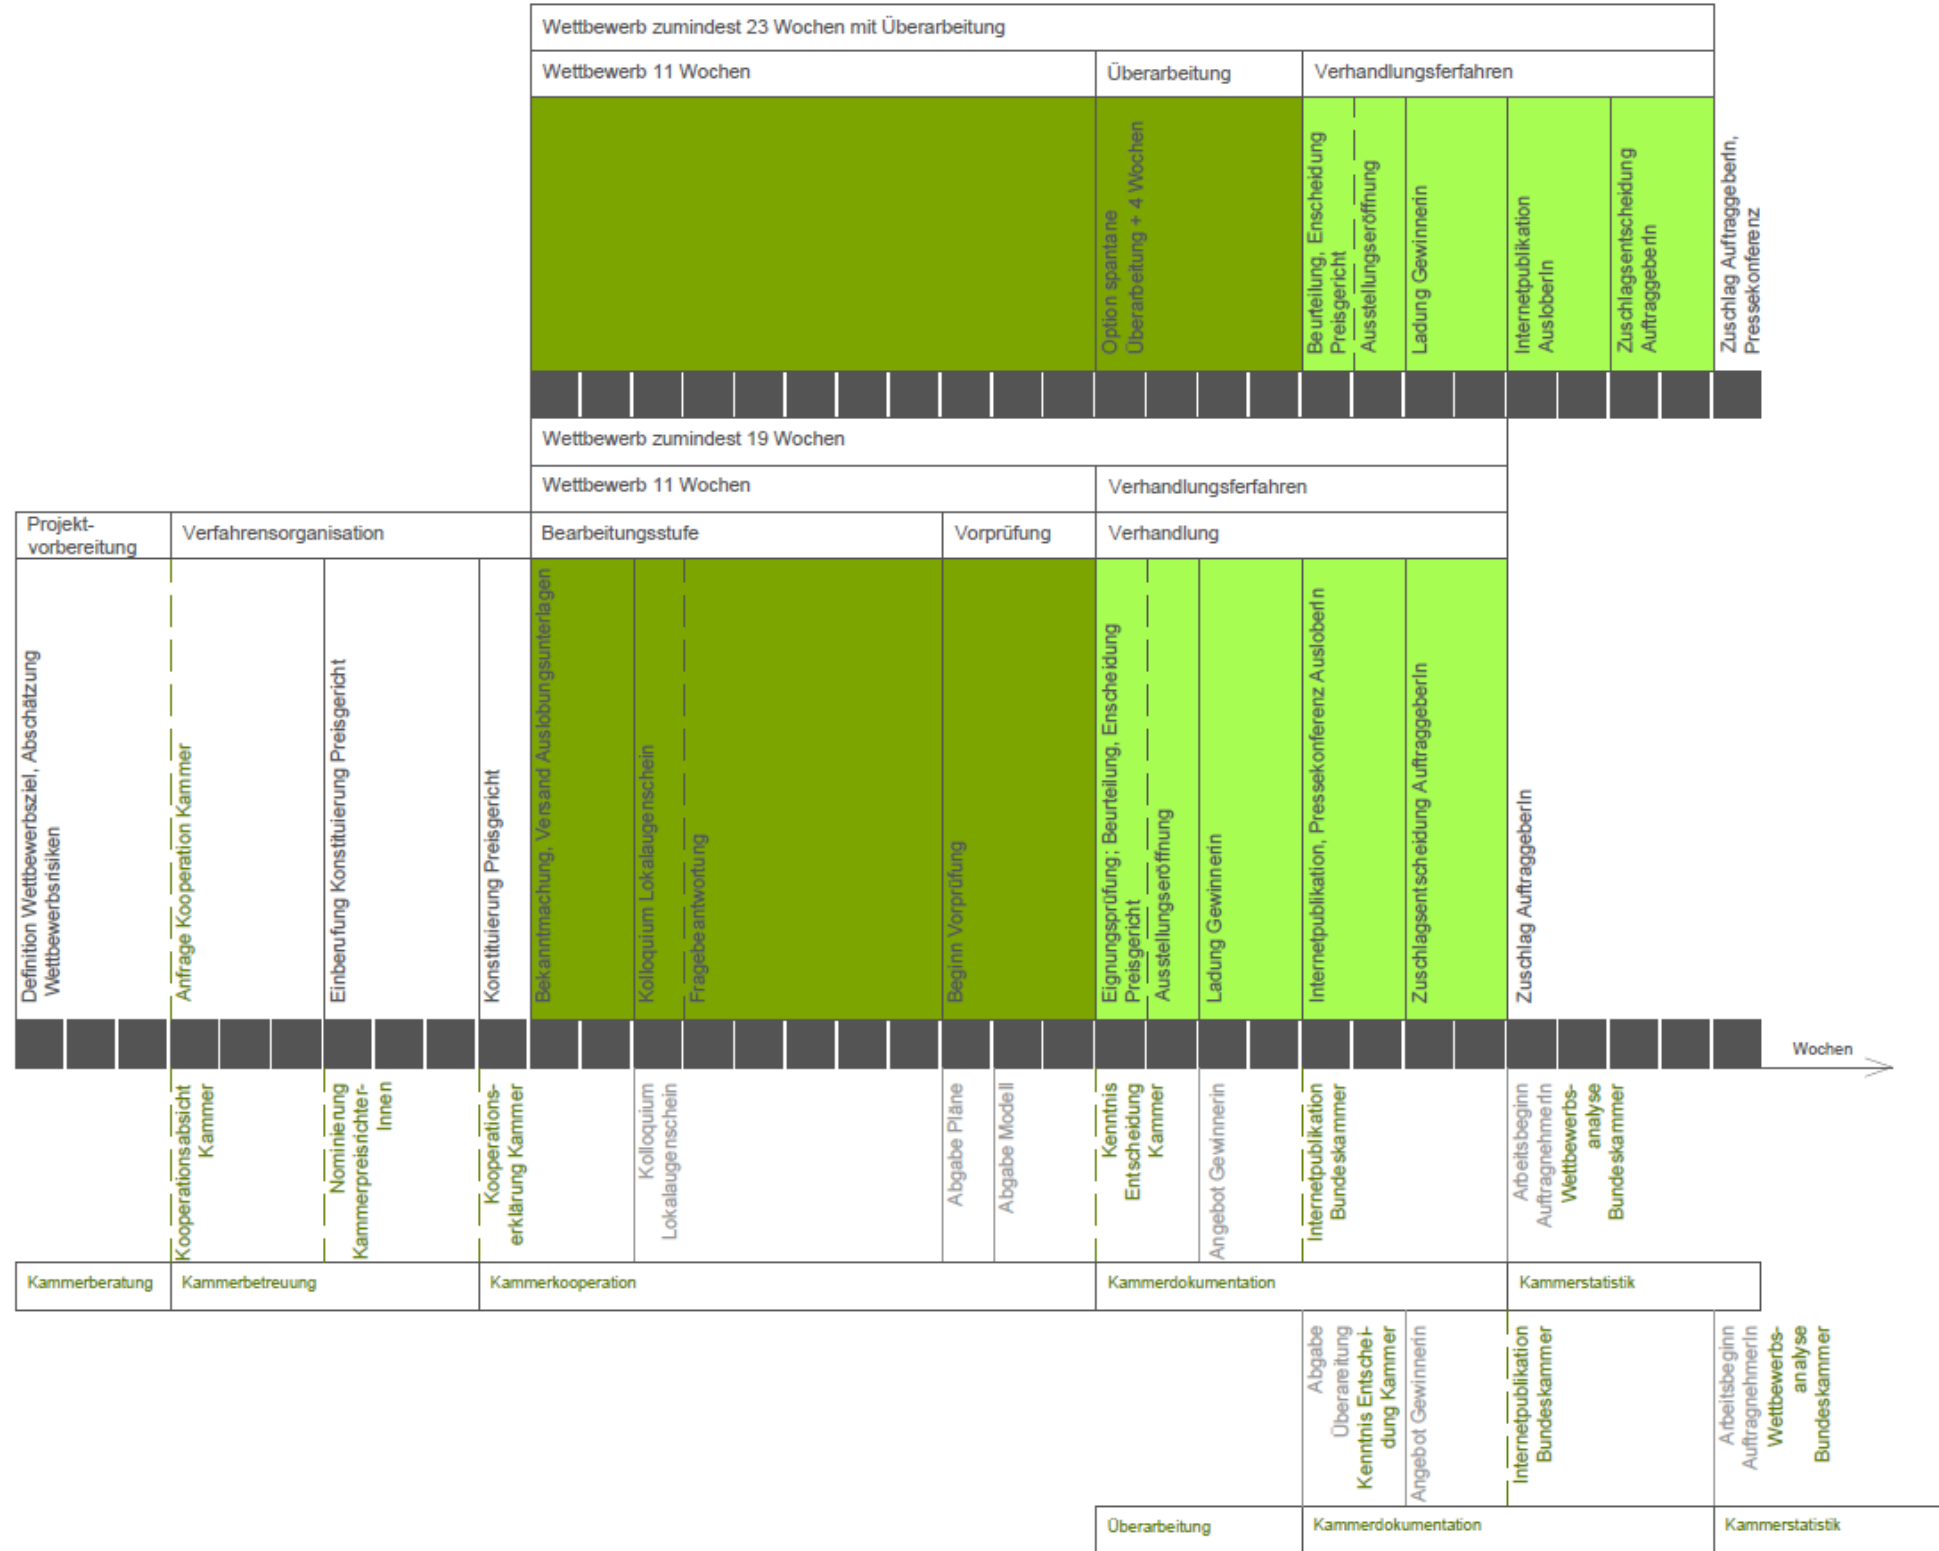 Wettbewerb zumindest 23 Wochen mit Überarbeitung
Wettbewerb 11 Wochen
Überarbeitung
Verhandlungsferfahren
Option spantane
Überarbeitung + 4 Wochen
Beurteilung, Enscheidung
Preisgericht
Ausstellungseröffnung
Ladung Gewinnerin
Internetpublikation
AusloberIn
Zuschlagsentscheidung
AuftraggeberIn
Zuschlag AuftraggeberIn,
Pressekonferenz
Wettbewerb zumindest 19 Wochen
Wettbewerb 11 Wochen
Verhandlungsferfahren
Projekt-
vorbereitung
Verfahrensorganisation
Bearbeitungsstufe
Vorprüfung
Verhandlung
Definition Wettbewerbsziel, Abschätzung
Wettbewerbsrisiken
Anfrage Kooperation Kammer
Einberufung Konstituierung Preisgericht
Konstituierung Preisgericht
Bekanntmachung, Versand Auslobungsunterlagen
Kolloquium Lokalaugenschein
Fragebeantwortung
Beginn Vorprüfung
Eignungsprüfung; Beurteilung, Enscheidung
Preisgericht
Ausstellungseröffnung
Ladung Gewinnerin
Internetpublikation, Pressekonferenz AusloberIn
Zuschlagsentscheidung AuftraggeberIn
Zuschlag AuftraggeberIn
Wochen
Kooperationsabsicht
Kammer
Nominierung
Kammerpreisrichter-
Innen
Kooperations-
erklärung Kammer
Kolloquium
Lokalaugenschein
Abgabe Pläne
Abgabe Modell
Kenntnis
Entscheidung
Kammer
Angebot Gewinnerin
Internetpublikation
Bundeskammer
Arbeitsbeginn
AuftragnehmerIn
Wettbewerbs-
analyse
Bundeskammer
Kammerberatung
Kammerbetreuung
Kammerkooperation
Kammerdokumentation
Kammerstatistik
Abgabe
Überareitung
Kenntnis Entschei-
dung Kammer
Angebot Gewinnerin
Internetpublikation
Bundeskammer
Arbeitsbeginn
AuftragnehmerIn
Wettbewerbs-
analyse
Bundeskammer
Überarbeitung
Kammerdokumentation
Kammerstatistik